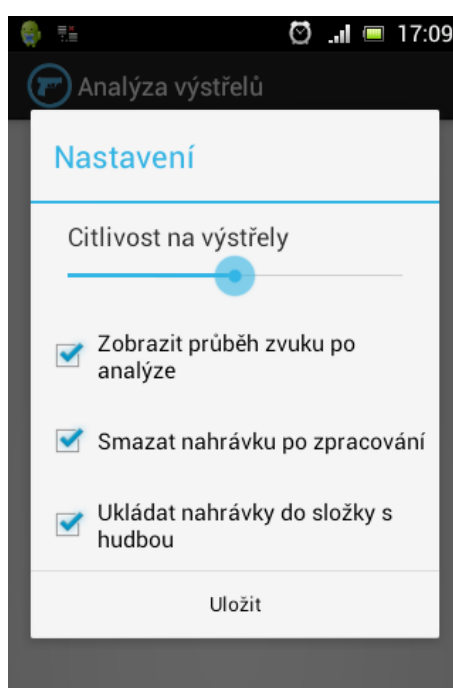 17:09
Analýza výstřelů
Nastavení
Citlivost na výstřely
Zobrazit průběh zvuku po
analýze
Smazat nahrávku po zpracování
Ukládat nahrávky do složky s
hudbou
Uložit